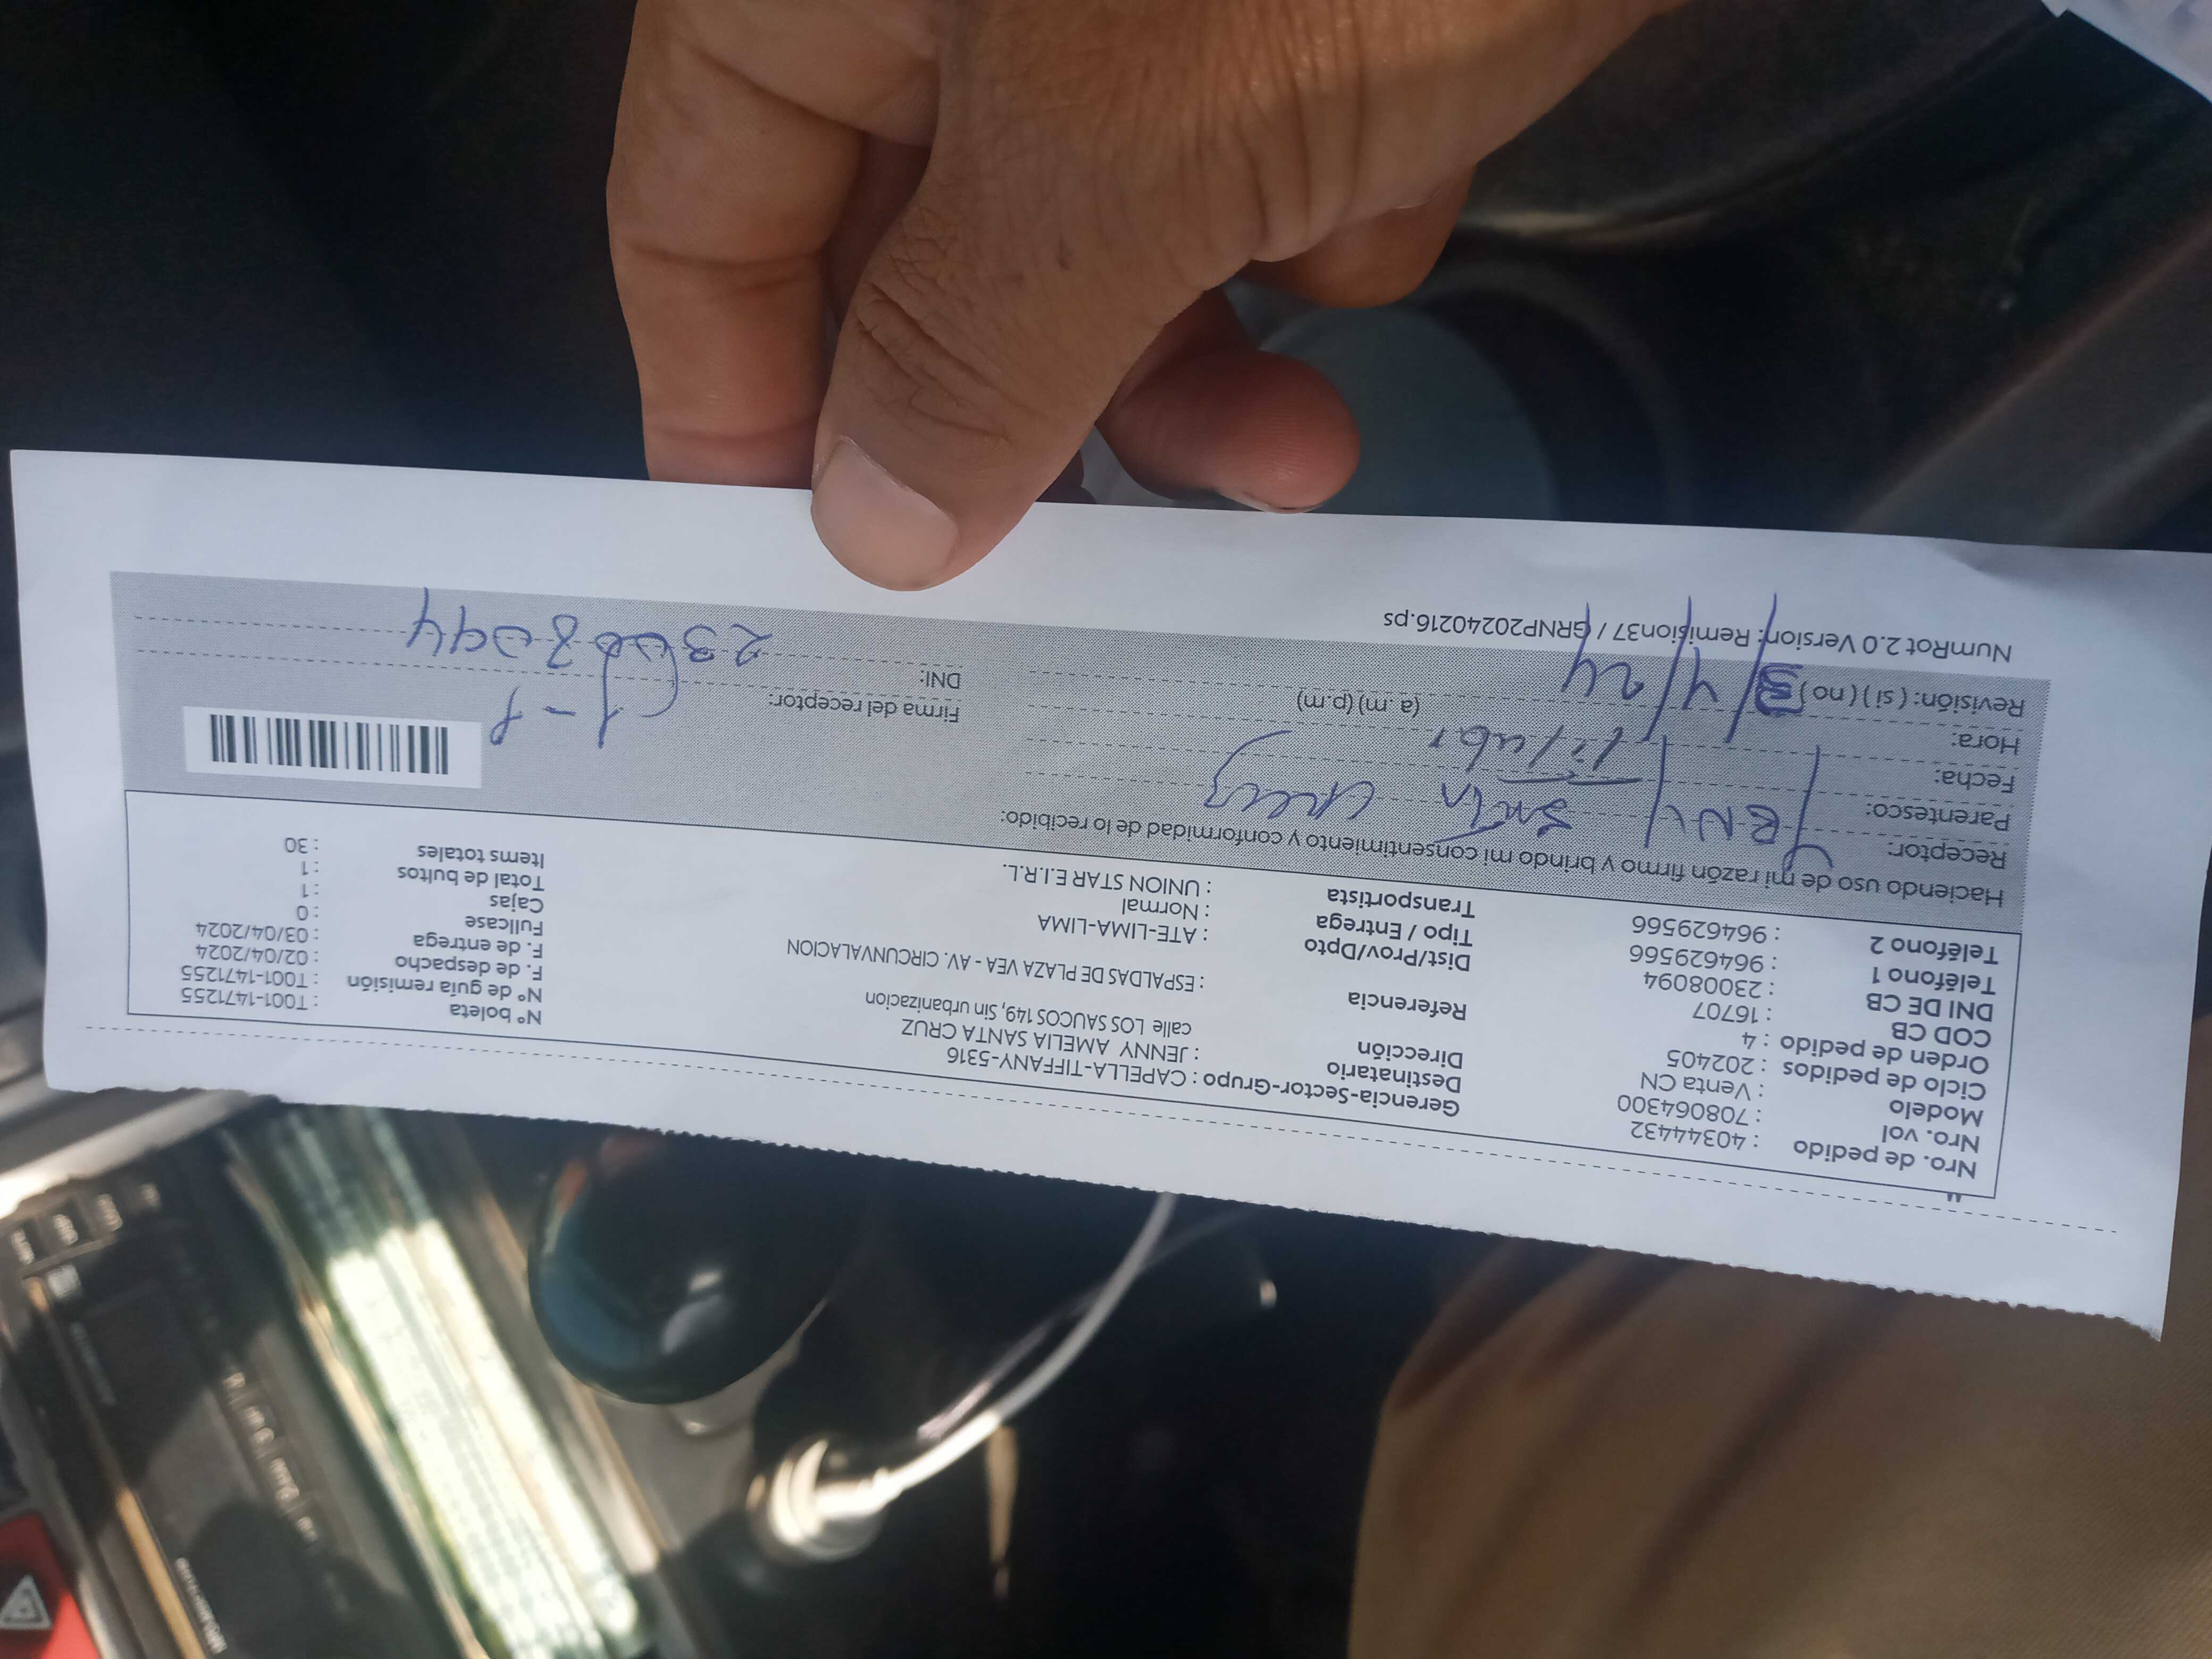 Nro. de pedido : 40344432
Nro. vol : 708064300
Modelo : Venta CN
Ciclo de pedidos : 202405
Orden de pedido : 4
COD CB : 16707
DNI DE CB : 23008094
Teléfono 1 : 964629566
Teléfono 2 : 964629566
Gerencia-Sector-Grupo : CAPELLA-TIFFANY-5316
Destinatario : JENNY AMELIA SANTA CRUZ
Dirección calle LOS SAUCOS 149, Sin urbanizacion
Referencia : ESPALDAS DE PLAZA VEA - AV. CIRCUNVALACION
Dist/Prov/Dpto : ATE-LIMA-LIMA
Tipo / Entrega : Normal
Transportista : UNION STAR E.I.R.L.
N° boleta : T001-1471255
N° de guía remisión : T001-1471255
F. de despacho : 02/04/2024
F. de entrega : 03/04/2024
Fullcase : 0
Cajas : 1
Total de bultos : 1
Items totales : 30
Haciendo uso de mi razón firmo y brindo mi consentimiento y conformidad de lo recibido:
Receptor:
Parentesco: Titular
Fecha:
Hora: (a.m) (p.m)
Revisión: ( si ) ( no ) 3/4/24
Firma del receptor:
DNI: 23008094
NumRot 2.0 Version: Remision37 / GRNP20240216.ps